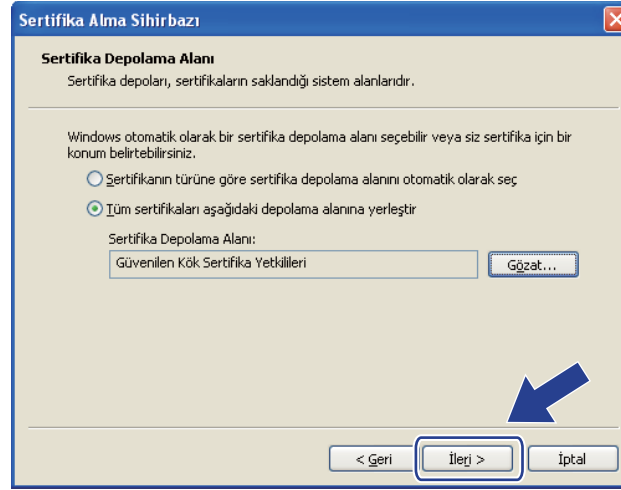 Sertifika Alma Sihirbazı
Sertifika Depolama Alanı
Sertifika depoları, sertifikaların saklandığı sistem alanlarıdır.
Windows otomatik olarak bir sertifika depolama alanı seçebilir veya siz sertifika için bir
konum belirtebilirsiniz.
Sertifikanın türüne göre sertifika depolama alanını otomatik olarak seç
Tüm sertifikaları aşağıdaki depolama alanına yerleştir
Sertifika Depolama Alanı:
Güvenilen Kök Sertifika Yetkilileri
Gözat...
< Geri
İleri >
İptal